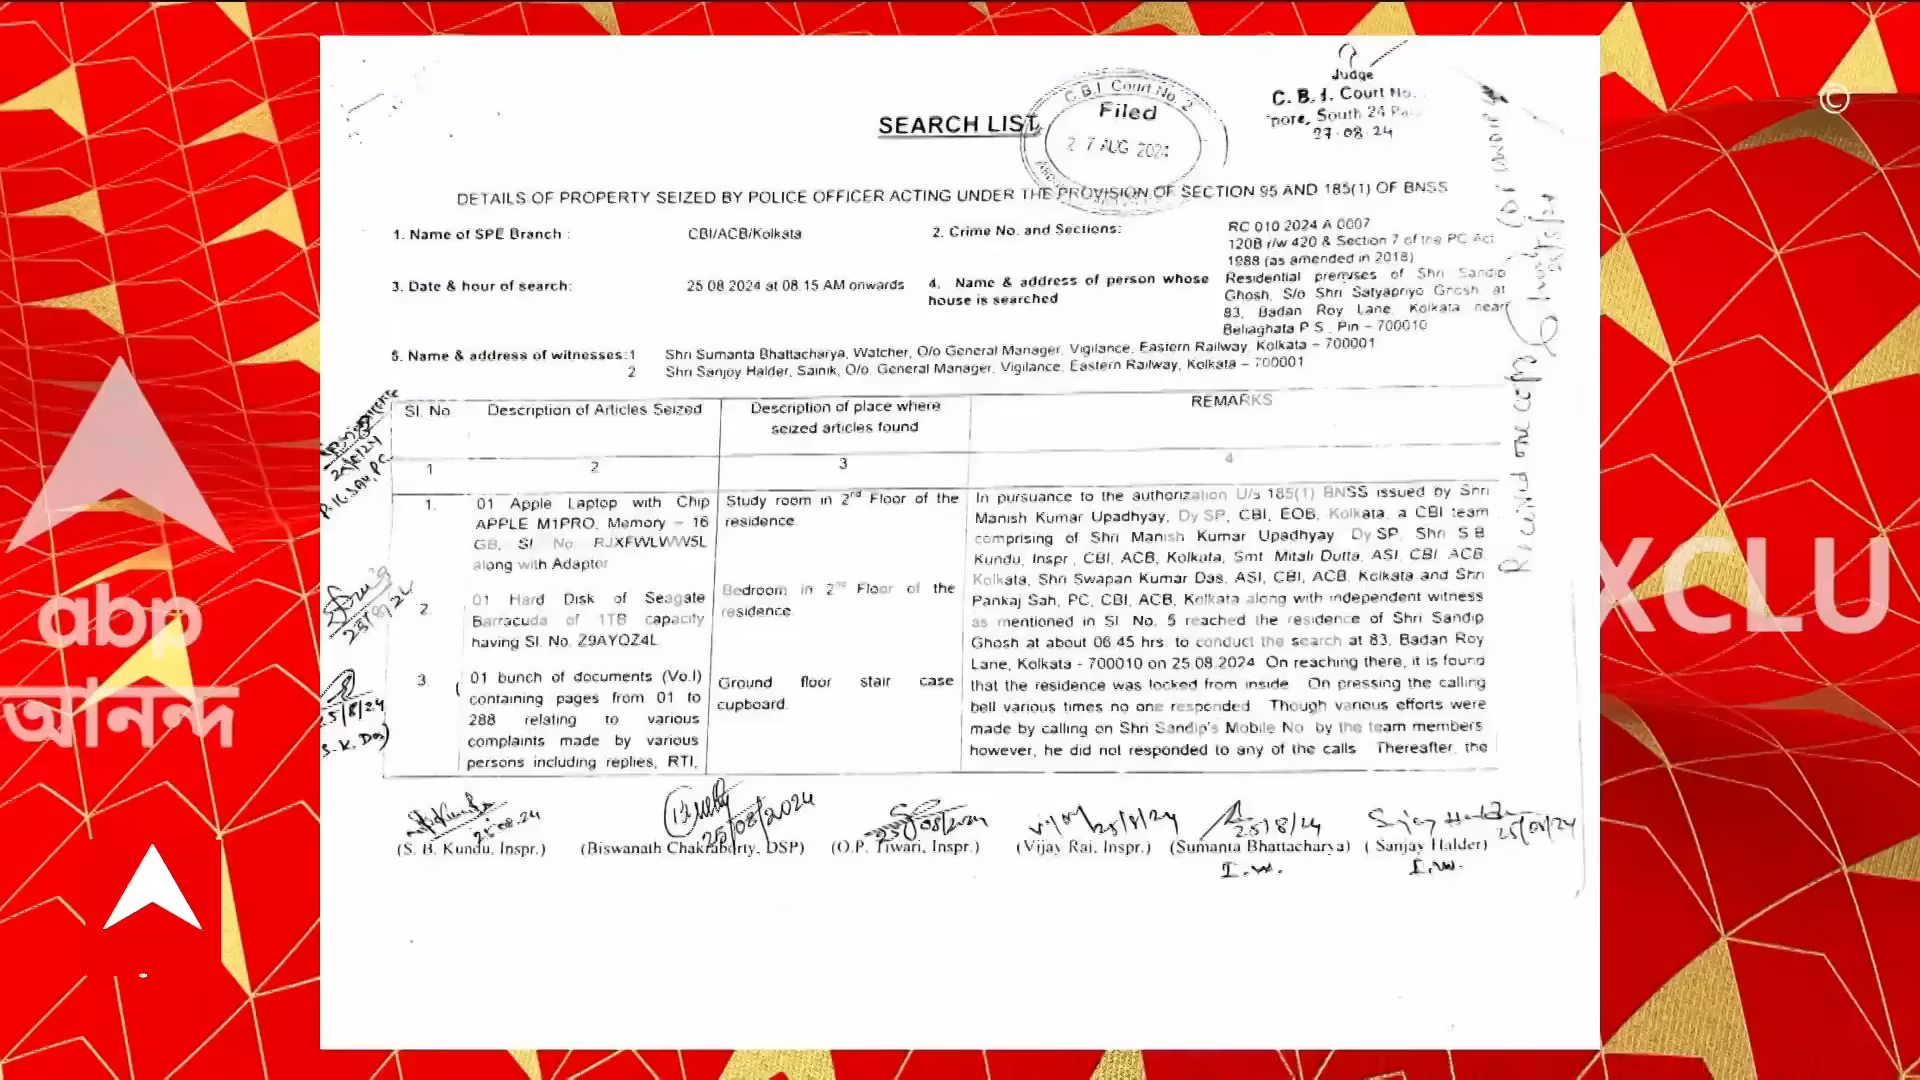 ©
Judge
C. B. I. Court No.
pore, South 24 Pa
27.08.24
C.B.I Court No. 2
Filed
27 AUG 2024
SEARCH LIST
DETAILS OF PROPERTY SEIZED BY POLICE OFFICER ACTING UNDER THE PROVISION OF SECTION 95 AND 185(1) OF BNSS
1. Name of SPE Branch :
CBI/ACB/Kolkata
2. Crime No. and Sections:
RC 010 2024 A 0007
120B r/w 420 & Section 7 of the PC Act
1988 (as amended in 2018)
3. Date & hour of search:
25 08 2024 at 08.15 AM onwards
4. Name & address of person whose
house is searched
Residential premises of Shri Sandip
Ghosh, S/o Shri Satyapriyo Ghosh at
83, Badan Roy Lane, Kolkata near
Beliaghata P S , Pin – 700010
5. Name & address of witnesses:1
Shri Sumanta Bhattacharya, Watcher, O/o General Manager, Vigilance, Eastern Railway, Kolkata – 700001
2
Shri Sanjoy Halder, Sainik, O/o. General Manager, Vigilance, Eastern Railway, Kolkata – 700001
Sl. No
Description of Articles Seized
Description of place where
seized articles found
REMARKS
1
2
3
4
1.
01 Apple Laptop with Chip
APPLE M1PRO, Memory – 16
GB, Sl No RJXFWLWW5L
along with Adapter
Study room in 2nd Floor of the
residence.
2.
01 Hard Disk of Seagate
Barracuda of 1TB capacity
having Sl. No. Z9AYQZ4L
Bedroom in 2nd Floor of the
residence.
3.
01 bunch of documents (Vo.I)
containing pages from 01 to
288 relating to various
complaints made by various
persons including replies, RTI,
Ground floor stair case
cupboard.
In pursuance to the authorization U/s 185(1) BNSS issued by Shri
Manish Kumar Upadhyay, Dy SP, CBI, EOB, Kolkata, a CBI team
comprising of Shri Manish Kumar Upadhyay Dy SP, Shri S B
Kundu, Inspr , CBI, ACB, Kolkata, Smt Mitali Dutta, ASI, CBI ACB,
Kolkata, Shri Swapan Kumar Das, ASI, CBI, ACB, Kolkata and Shri
Pankaj Sah, PC, CBI, ACB, Kolkata along with independent witness
as mentioned in Sl No. 5 reached the residence of Shri Sandip
Ghosh at about 06.45 hrs. to conduct the search at 83, Badan Roy
Lane, Kolkata - 700010 on 25.08.2024 On reaching there, it is found
that the residence was locked from inside On pressing the calling
bell various times no one responded Though various efforts were
made by calling on Shri Sandip's Mobile No by the team members
however, he did not responded to any of the calls Thereafter, the
25/8/24
(S. K. Das)
25.08.24
25/08/2024
25/8/24
25/8/24
25/08/24
(S. B. Kundu, Inspr.)
(Biswanath Chakraborty, DSP)
(O.P. Tiwari, Inspr.)
(Vijay Rai, Inspr.)
(Sumanta Bhattacharya)
( Sanjay Halder)
I.W.
I.W.
abp
আনন্দ
XCLU